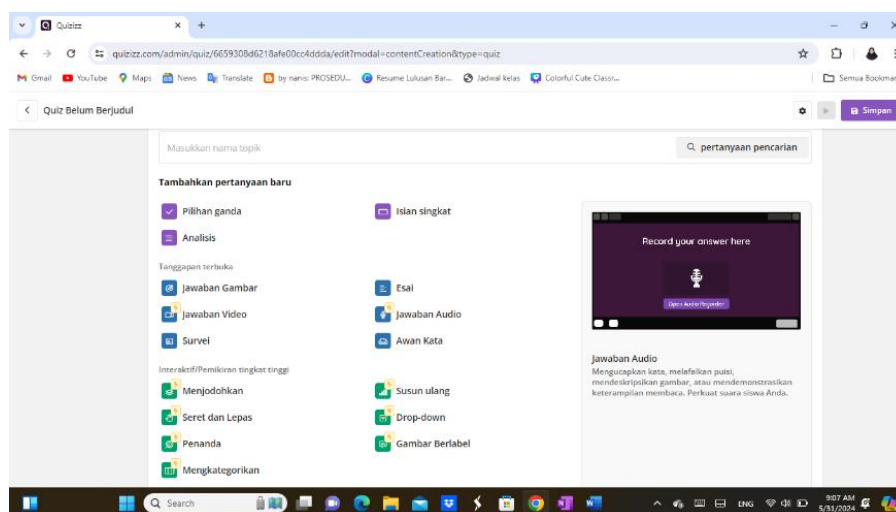 Quizizz
quizizz.com/admin/quiz/6659308d6218afe00cc4ddda/edit?modal=contentCreation&type=quiz
Gmail YouTube Maps News Translate by nanis: PROSEDU... Resume Lulusan Bar... Jadwal kelas Colorful Cute Classr... Semua Bookmar
Quiz Belum Berjudul Simpan
Masukkan nama topik pertanyaan pencarian
Tambahkan pertanyaan baru
Pilihan ganda Isian singkat
Analisis
Tanggapan terbuka
Jawaban Gambar Esai
Jawaban Video Jawaban Audio
Survei Awan Kata
Interaktif/Pemikiran tingkat tinggi
Menjodohkan Susun ulang
Seret dan Lepas Drop-down
Penanda Gambar Berlabel
Mengkategorikan
Record your answer here
Open Audio Recorder
Jawaban Audio
Mengucapkan kata, melafalkan puisi,
mendeskripsikan gambar, atau mendemonstrasikan
keterampilan membaca. Perkuat suara siswa Anda.
Search ENG 9:07 AM
5/31/2024